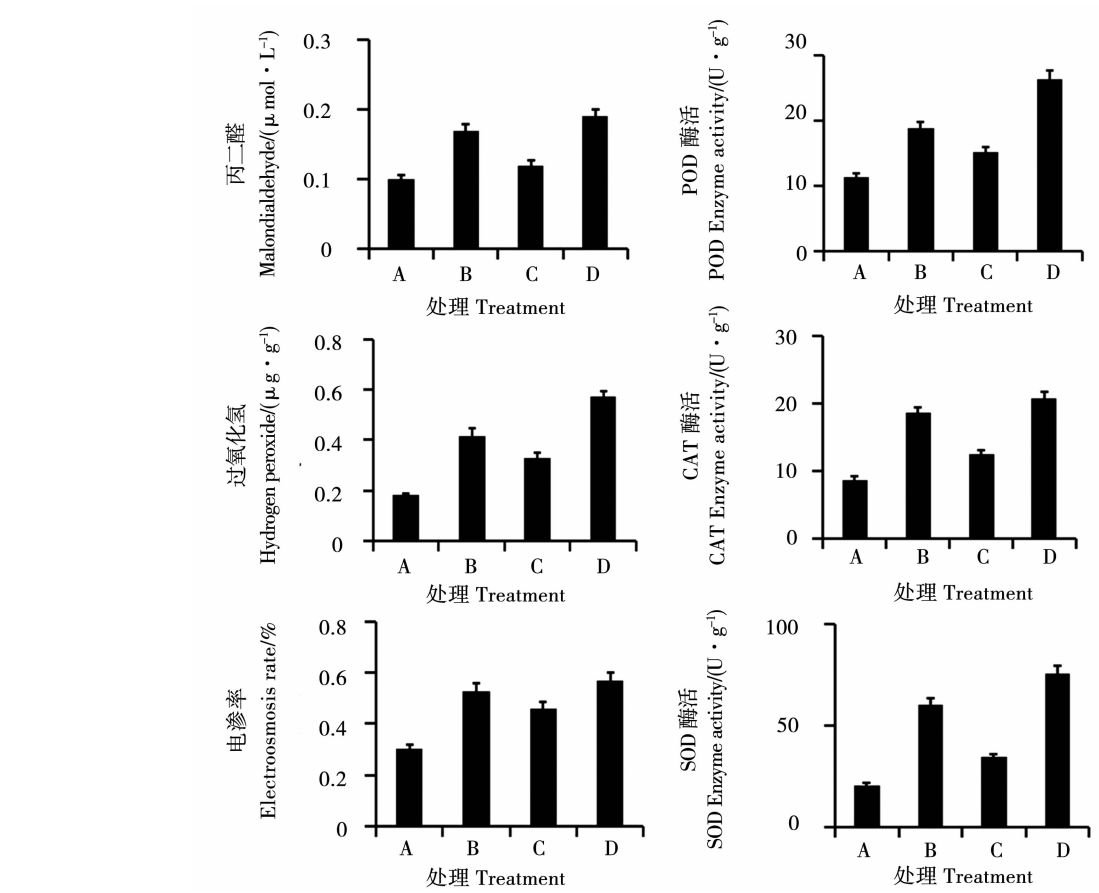 丙二醛
Malondialdehyde/(μmol·L⁻¹)
0.3
0.2
0.1
0
A B C D
处理 Treatment
POD 酶活
POD Enzyme activity/(U·g⁻¹)
30
20
10
0
A B C D
处理 Treatment
过氧化氢
Hydrogen peroxide/(μg·g⁻¹)
0.8
0.6
0.4
0.2
0
A B C D
处理 Treatment
CAT 酶活
CAT Enzyme activity/(U·g⁻¹)
30
20
10
0
A B C D
处理 Treatment
电渗率
Electroosmosis rate/%
0.8
0.6
0.4
0.2
0
A B C D
处理 Treatment
SOD 酶活
SOD Enzyme activity/(U·g⁻¹)
100
50
0
A B C D
处理 Treatment